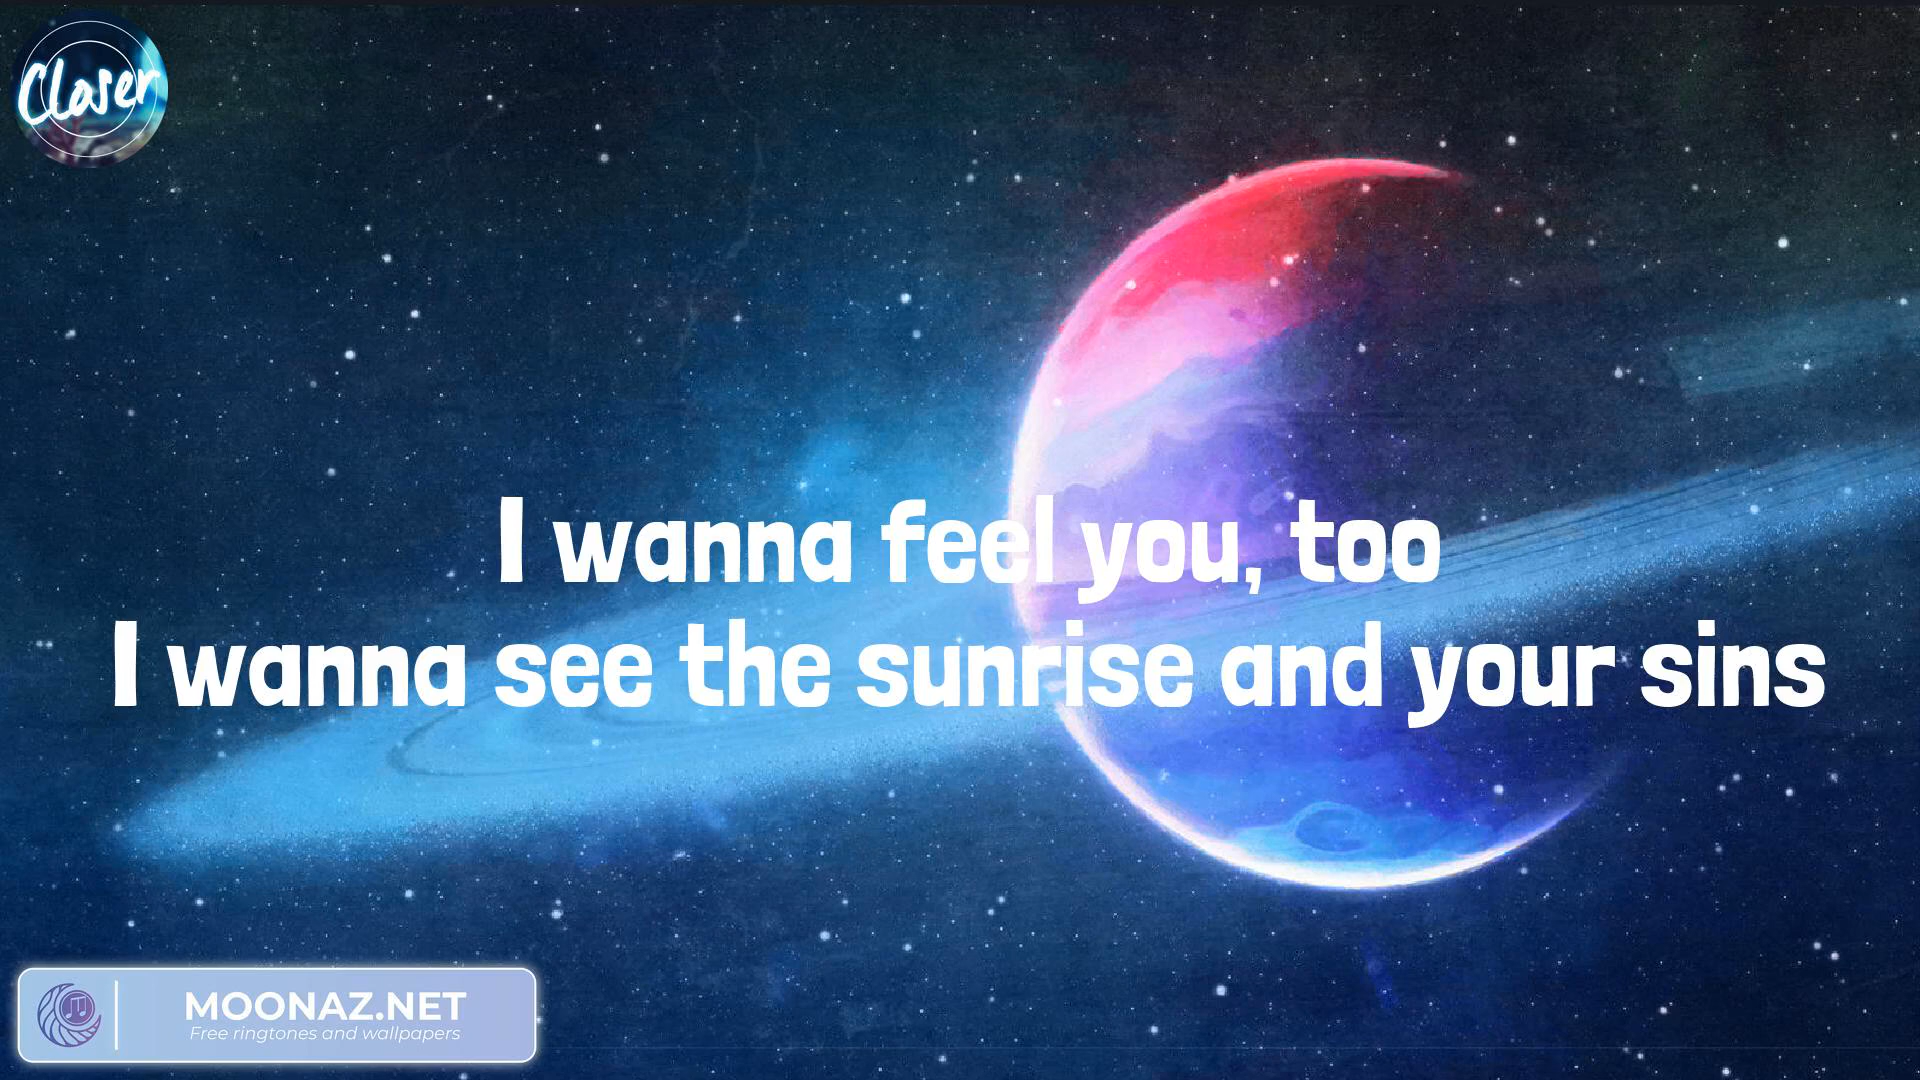 Closer
I wanna feel you, too
I wanna see the sunrise and your sins
MOONAZ.NET
Free ringtones and wallpapers